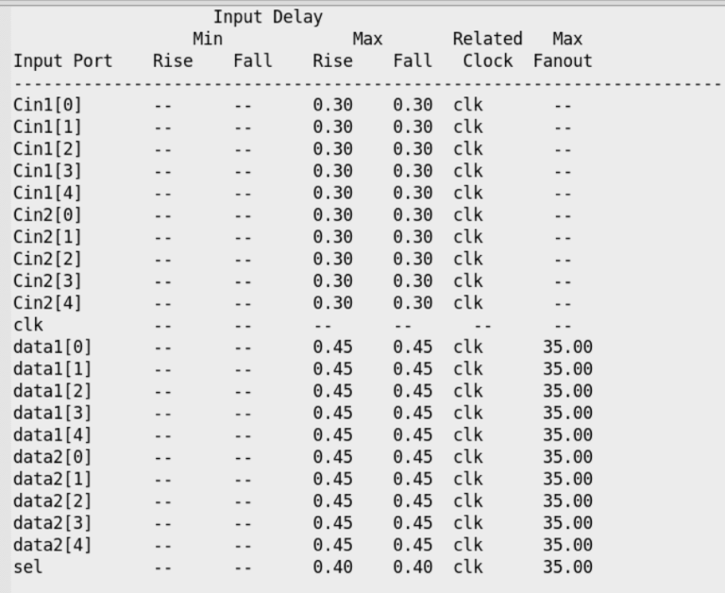 Input Delay
                  Min             Max       Related   Max
Input Port    Rise    Fall    Rise    Fall   Clock  Fanout
-----------------------------------------------------------------------
Cin1[0]       --      --      0.30    0.30  clk       --
Cin1[1]       --      --      0.30    0.30  clk       --
Cin1[2]       --      --      0.30    0.30  clk       --
Cin1[3]       --      --      0.30    0.30  clk       --
Cin1[4]       --      --      0.30    0.30  clk       --
Cin2[0]       --      --      0.30    0.30  clk       --
Cin2[1]       --      --      0.30    0.30  clk       --
Cin2[2]       --      --      0.30    0.30  clk       --
Cin2[3]       --      --      0.30    0.30  clk       --
Cin2[4]       --      --      0.30    0.30  clk       --
clk           --      --      --      --      --      --
data1[0]      --      --      0.45    0.45  clk      35.00
data1[1]      --      --      0.45    0.45  clk      35.00
data1[2]      --      --      0.45    0.45  clk      35.00
data1[3]      --      --      0.45    0.45  clk      35.00
data1[4]      --      --      0.45    0.45  clk      35.00
data2[0]      --      --      0.45    0.45  clk      35.00
data2[1]      --      --      0.45    0.45  clk      35.00
data2[2]      --      --      0.45    0.45  clk      35.00
data2[3]      --      --      0.45    0.45  clk      35.00
data2[4]      --      --      0.45    0.45  clk      35.00
sel           --      --      0.40    0.40  clk      35.00